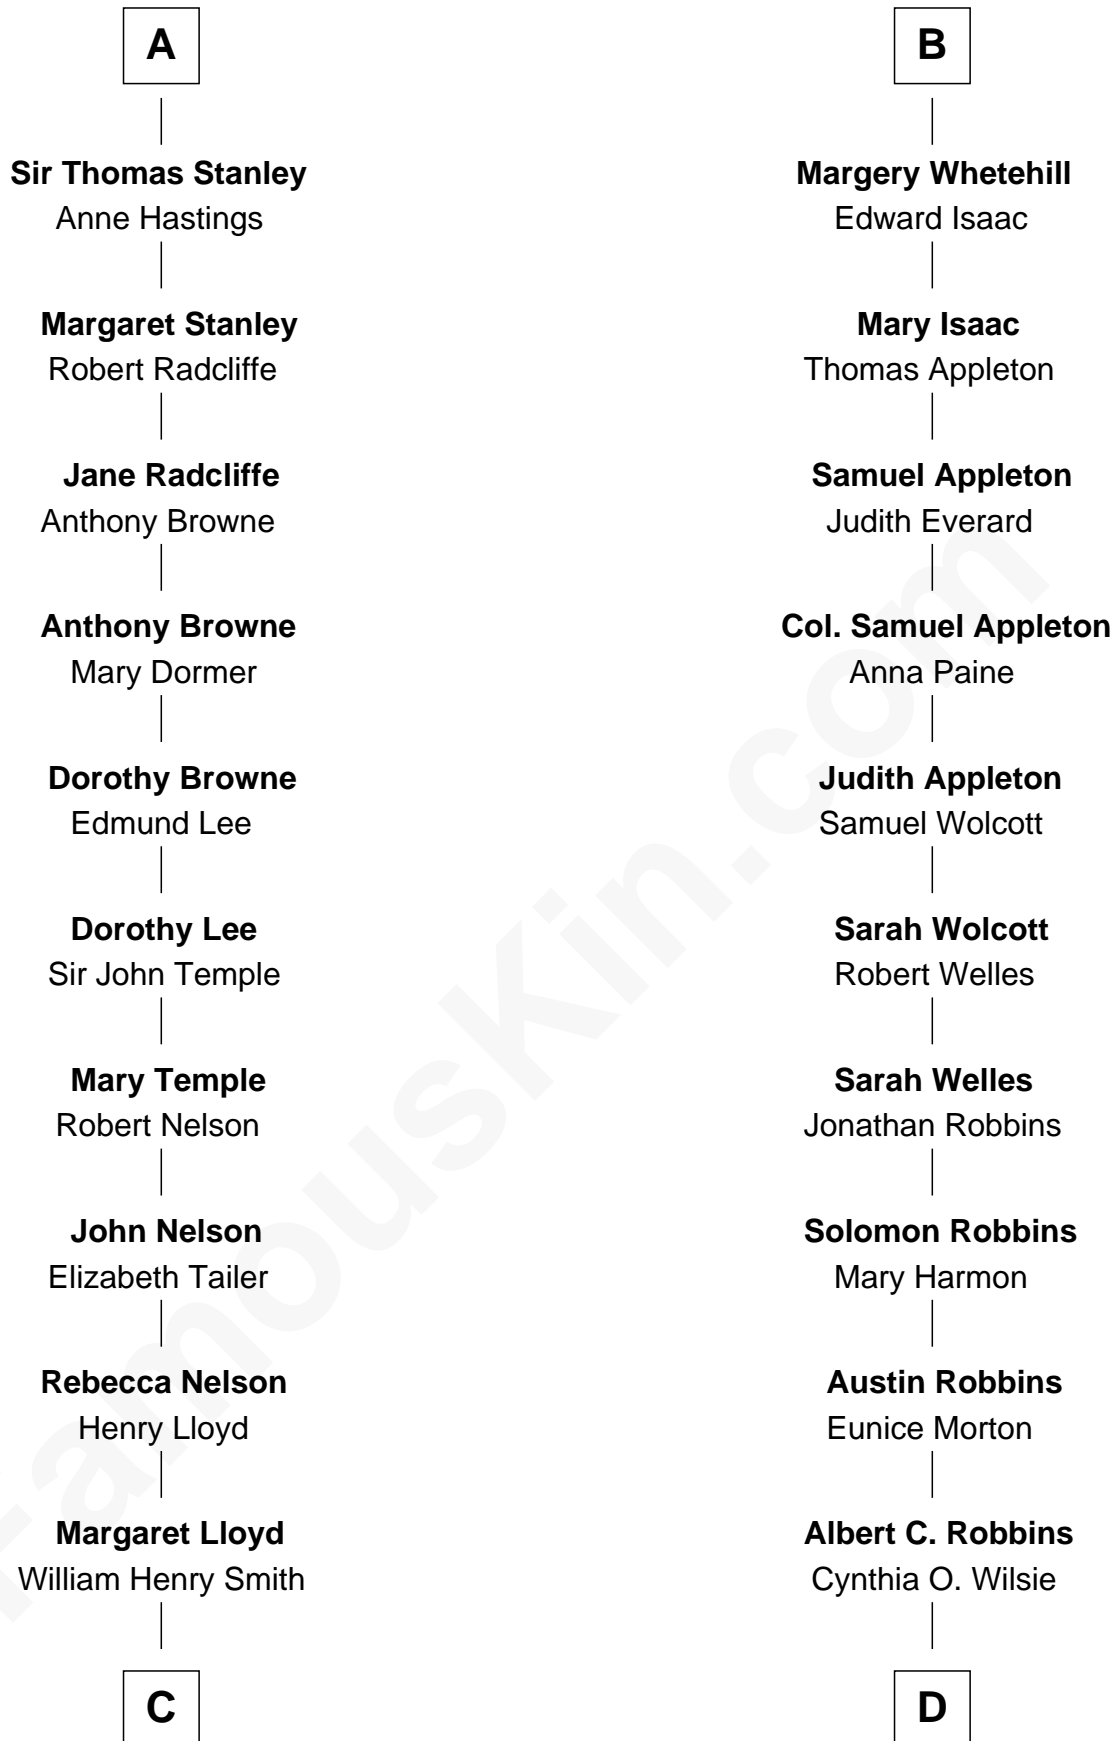 A
Sir Thomas Stanley
Anne Hastings
Margaret Stanley
Robert Radcliffe
Jane Radcliffe
Anthony Browne
Anthony Browne
Mary Dormer
Dorothy Browne
Edmund Lee
Dorothy Lee
Sir John Temple
Mary Temple
Robert Nelson
John Nelson
Elizabeth Tailer
Rebecca Nelson
Henry Lloyd
Margaret Lloyd
William Henry Smith
C
B
Margery Whetehill
Edward Isaac
Mary Isaac
Thomas Appleton
Samuel Appleton
Judith Everard
Col. Samuel Appleton
Anna Paine
Judith Appleton
Samuel Wolcott
Sarah Wolcott
Robert Welles
Sarah Welles
Jonathan Robbins
Solomon Robbins
Mary Harmon
Austin Robbins
Eunice Morton
Albert C. Robbins
Cynthia O. Wilsie
D
FamousKin.com